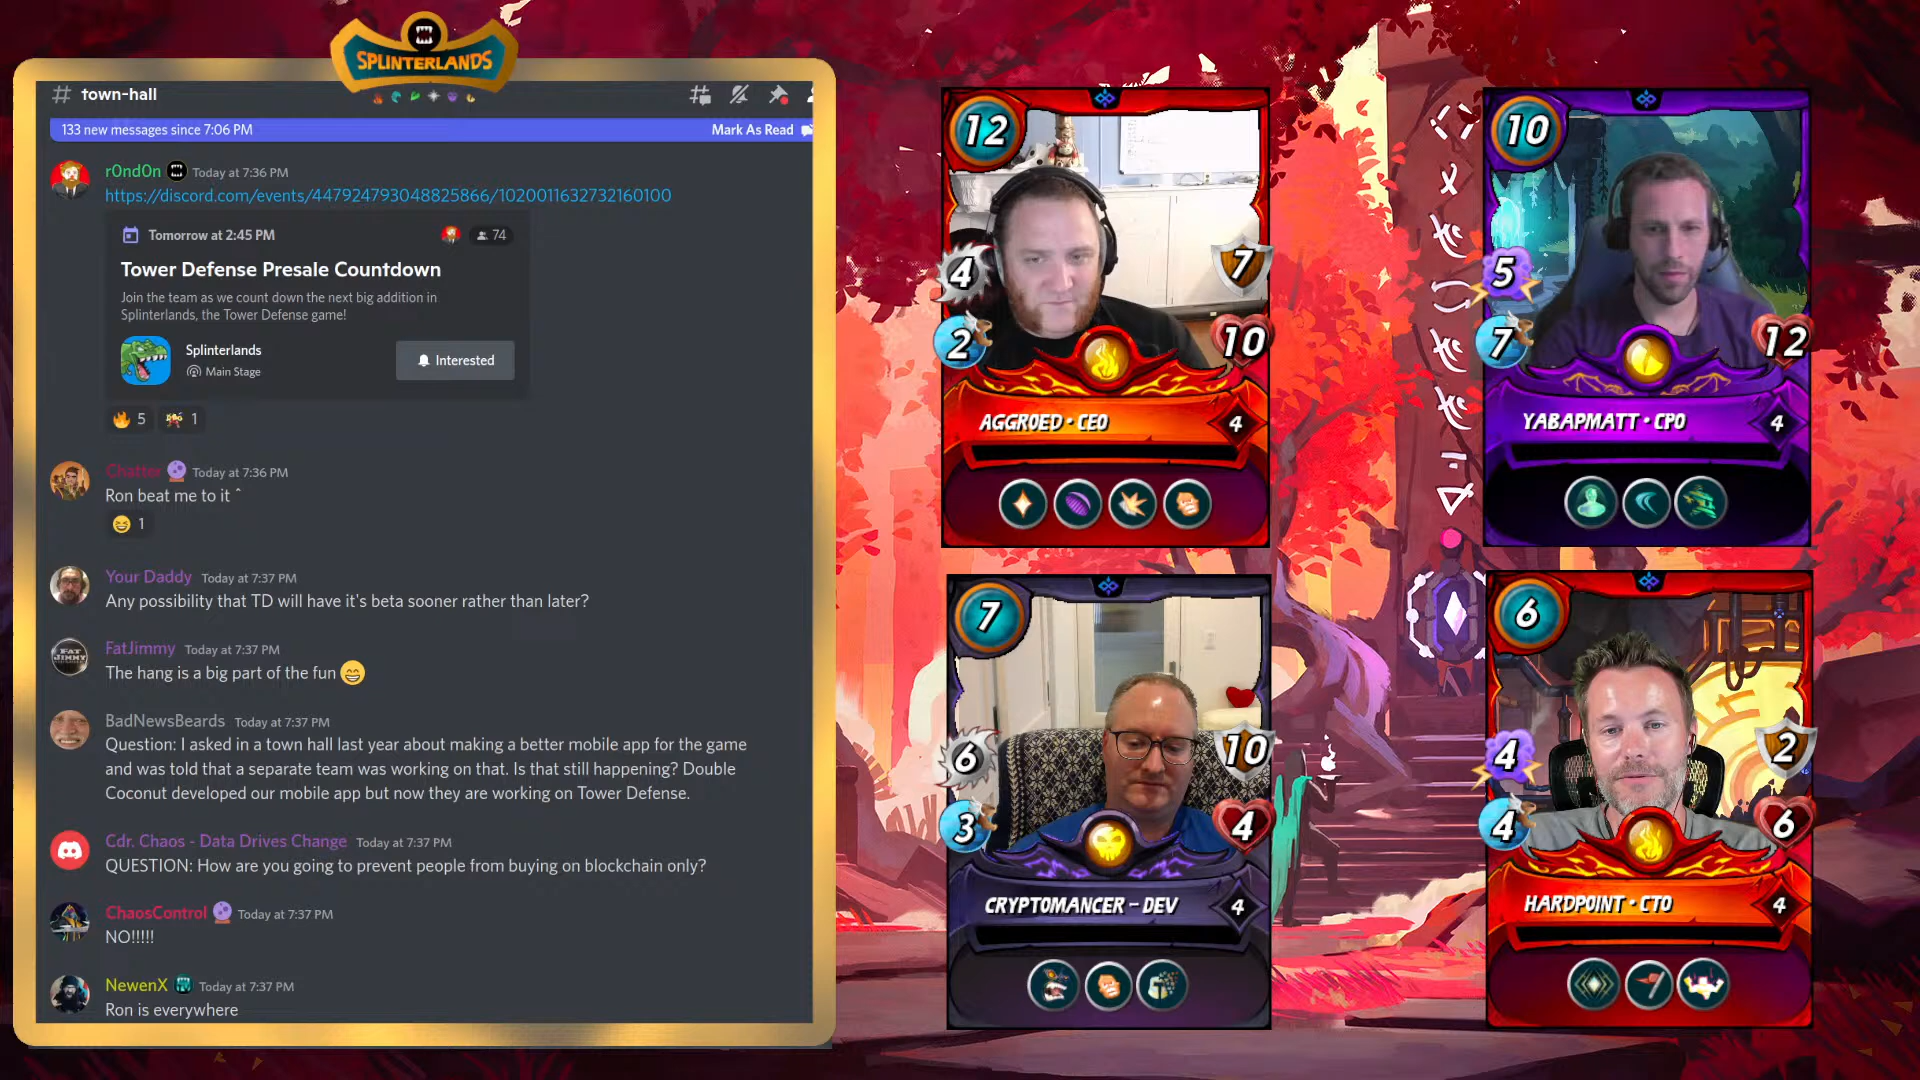 SPLINTERLANDS
# town-hall
133 new messages since 7:06 PM
Mark As Read
r0nd0n Today at 7:36 PM
https://discord.com/events/447924793048825866/1020011632732160100
Tomorrow at 2:45 PM
74
Tower Defense Presale Countdown
Join the team as we count down the next big addition in
Splinterlands, the Tower Defense game!
Splinterlands
Main Stage
Interested
5
1
Chatter Today at 7:36 PM
Ron beat me to it ^
1
Your Daddy Today at 7:37 PM
Any possibility that TD will have it's beta sooner rather than later?
FatJimmy Today at 7:37 PM
The hang is a big part of the fun
FAT
JIMMY
BadNewsBeards Today at 7:37 PM
Question: I asked in a town hall last year about making a better mobile app for the game
and was told that a separate team was working on that. Is that still happening? Double
Coconut developed our mobile app but now they are working on Tower Defense.
Cdr. Chaos - Data Drives Change Today at 7:37 PM
QUESTION: How are you going to prevent people from buying on blockchain only?
ChaosControl Today at 7:37 PM
NO!!!!!
NewenX Today at 7:37 PM
Ron is everywhere
12
4
7
2
10
AGGROED • CEO
4
10
5
7
12
YABAPMATT • CPO
4
7
6
10
3
4
CRYPTOMANCER - DEV
4
6
4
2
4
6
HARDPOINT • CTO
4